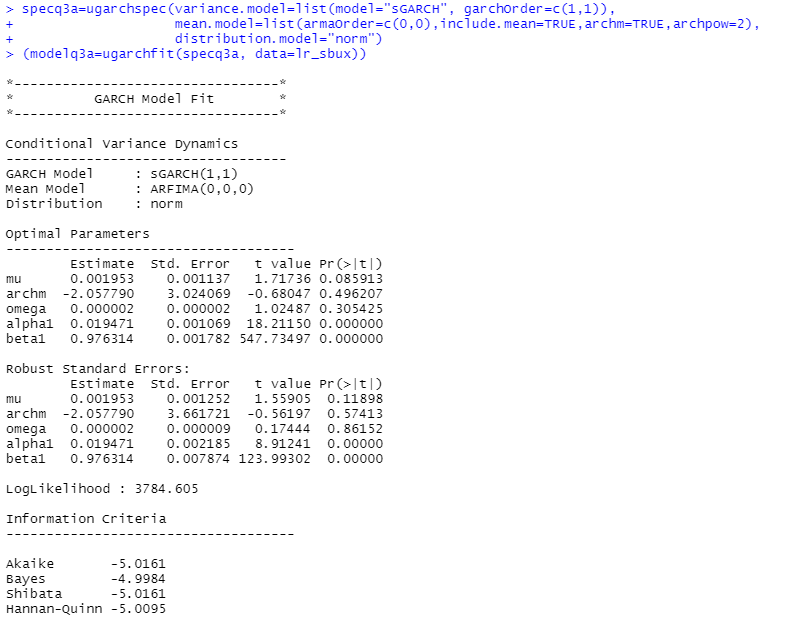 > specq3a=ugarchspec(variance.model=list(model="sGARCH", garchOrder=c(1,1)),
+                    mean.model=list(armaOrder=c(0,0),include.mean=TRUE,archm=TRUE,archpow=2),
+                    distribution.model="norm")
> (modelq3a=ugarchfit(specq3a, data=lr_sbux))
*---------------------------------*
*          GARCH Model Fit        *
*---------------------------------*
Conditional Variance Dynamics
-----------------------------------
GARCH Model     : sGARCH(1,1)
Mean Model      : ARFIMA(0,0,0)
Distribution    : norm
Optimal Parameters
------------------------------------
        Estimate  Std. Error   t value Pr(>|t|)
mu      0.001953    0.001137   1.71736 0.085913
archm  -2.057790    3.024069  -0.68047 0.496207
omega   0.000002    0.000002   1.02487 0.305425
alpha1  0.019471    0.001069  18.21150 0.000000
beta1   0.976314    0.001782 547.73497 0.000000
Robust Standard Errors:
        Estimate  Std. Error   t value Pr(>|t|)
mu      0.001953    0.001252   1.55905  0.11898
archm  -2.057790    3.661721  -0.56197  0.57413
omega   0.000002    0.000009   0.17444  0.86152
alpha1  0.019471    0.002185   8.91241  0.00000
beta1   0.976314    0.007874 123.99302  0.00000
LogLikelihood : 3784.605
Information Criteria
------------------------------------
Akaike       -5.0161
Bayes        -4.9984
Shibata      -5.0161
Hannan-Quinn -5.0095